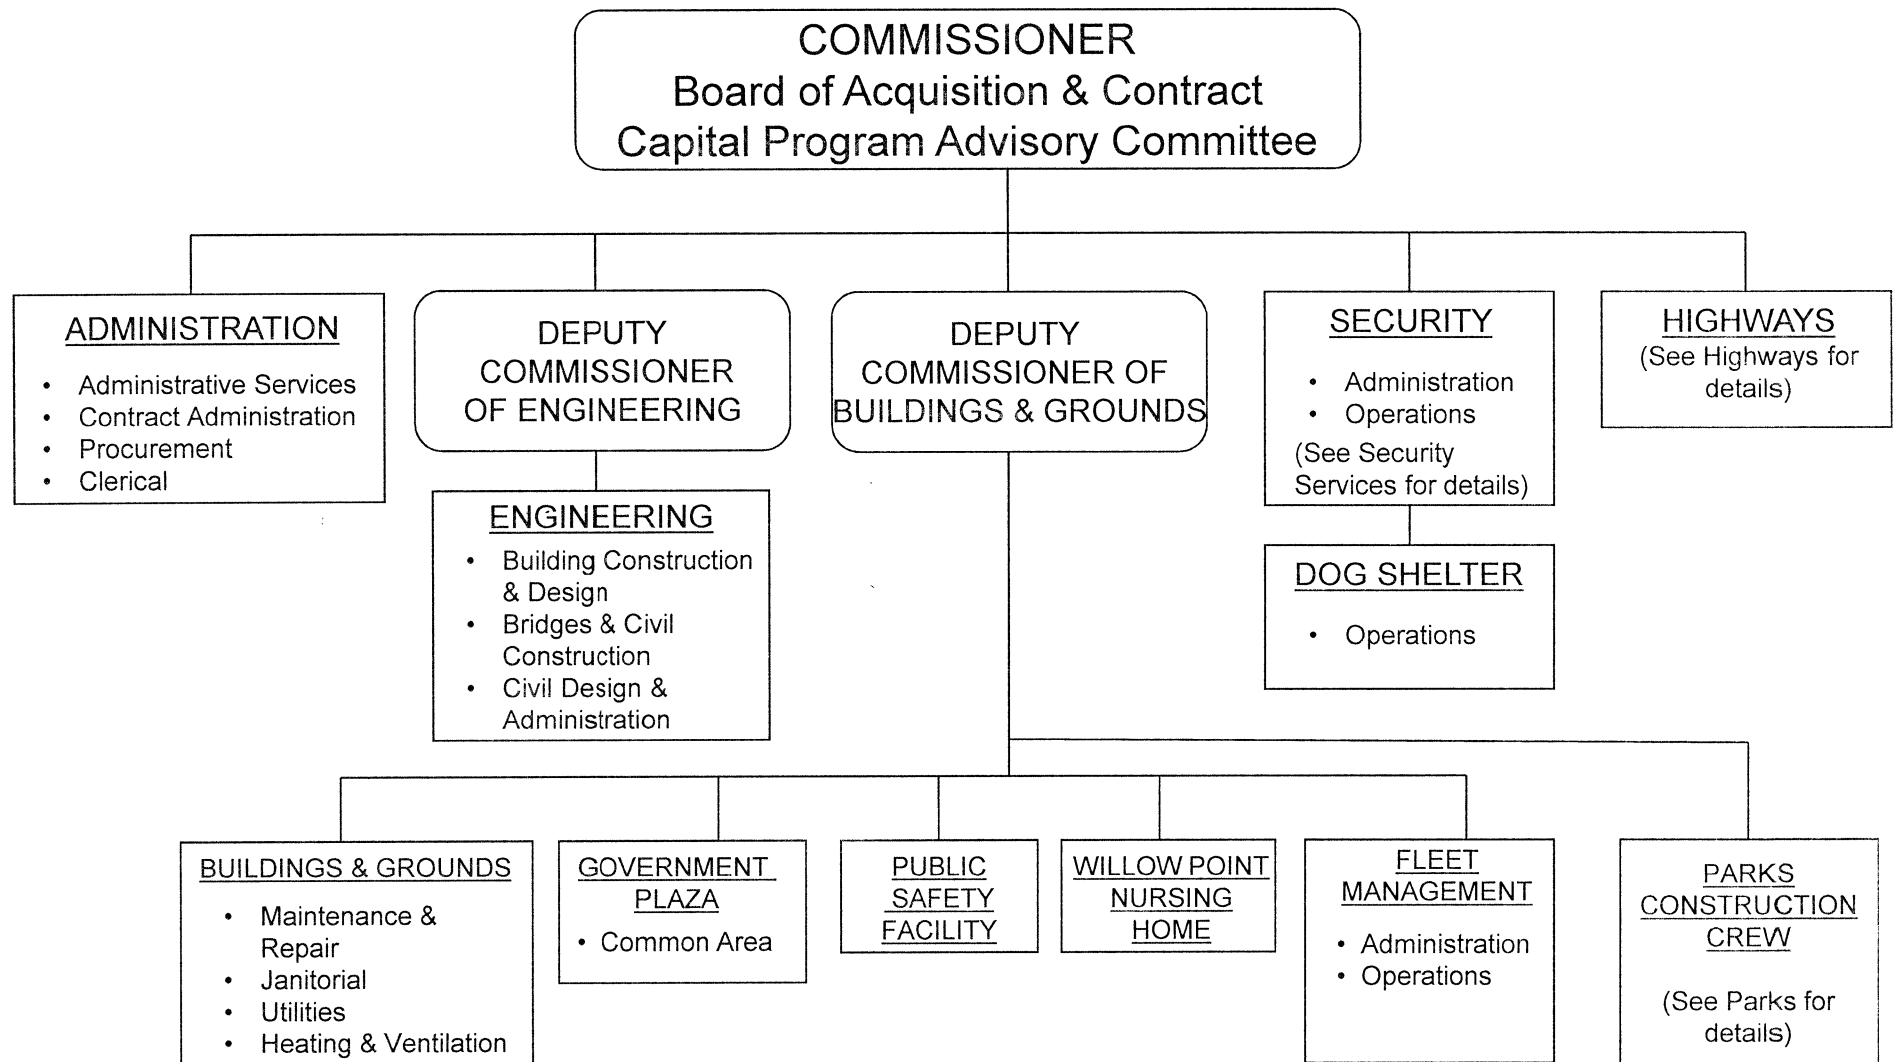 COMMISSIONER
Board of Acquisition & Contract
Capital Program Advisory Committee
ADMINISTRATION
• Administrative Services
• Contract Administration
• Procurement
• Clerical
DEPUTY
COMMISSIONER
OF ENGINEERING
DEPUTY
COMMISSIONER OF
BUILDINGS & GROUNDS
SECURITY
• Administration
• Operations
(See Security
Services for details)
HIGHWAYS
(See Highways for
details)
ENGINEERING
• Building Construction
& Design
• Bridges & Civil
Construction
• Civil Design &
Administration
DOG SHELTER
• Operations
BUILDINGS & GROUNDS
• Maintenance &
Repair
• Janitorial
• Utilities
• Heating & Ventilation
GOVERNMENT
PLAZA
• Common Area
PUBLIC
SAFETY
FACILITY
WILLOW POINT
NURSING
HOME
FLEET
MANAGEMENT
• Administration
• Operations
PARKS
CONSTRUCTION
CREW
(See Parks for
details)